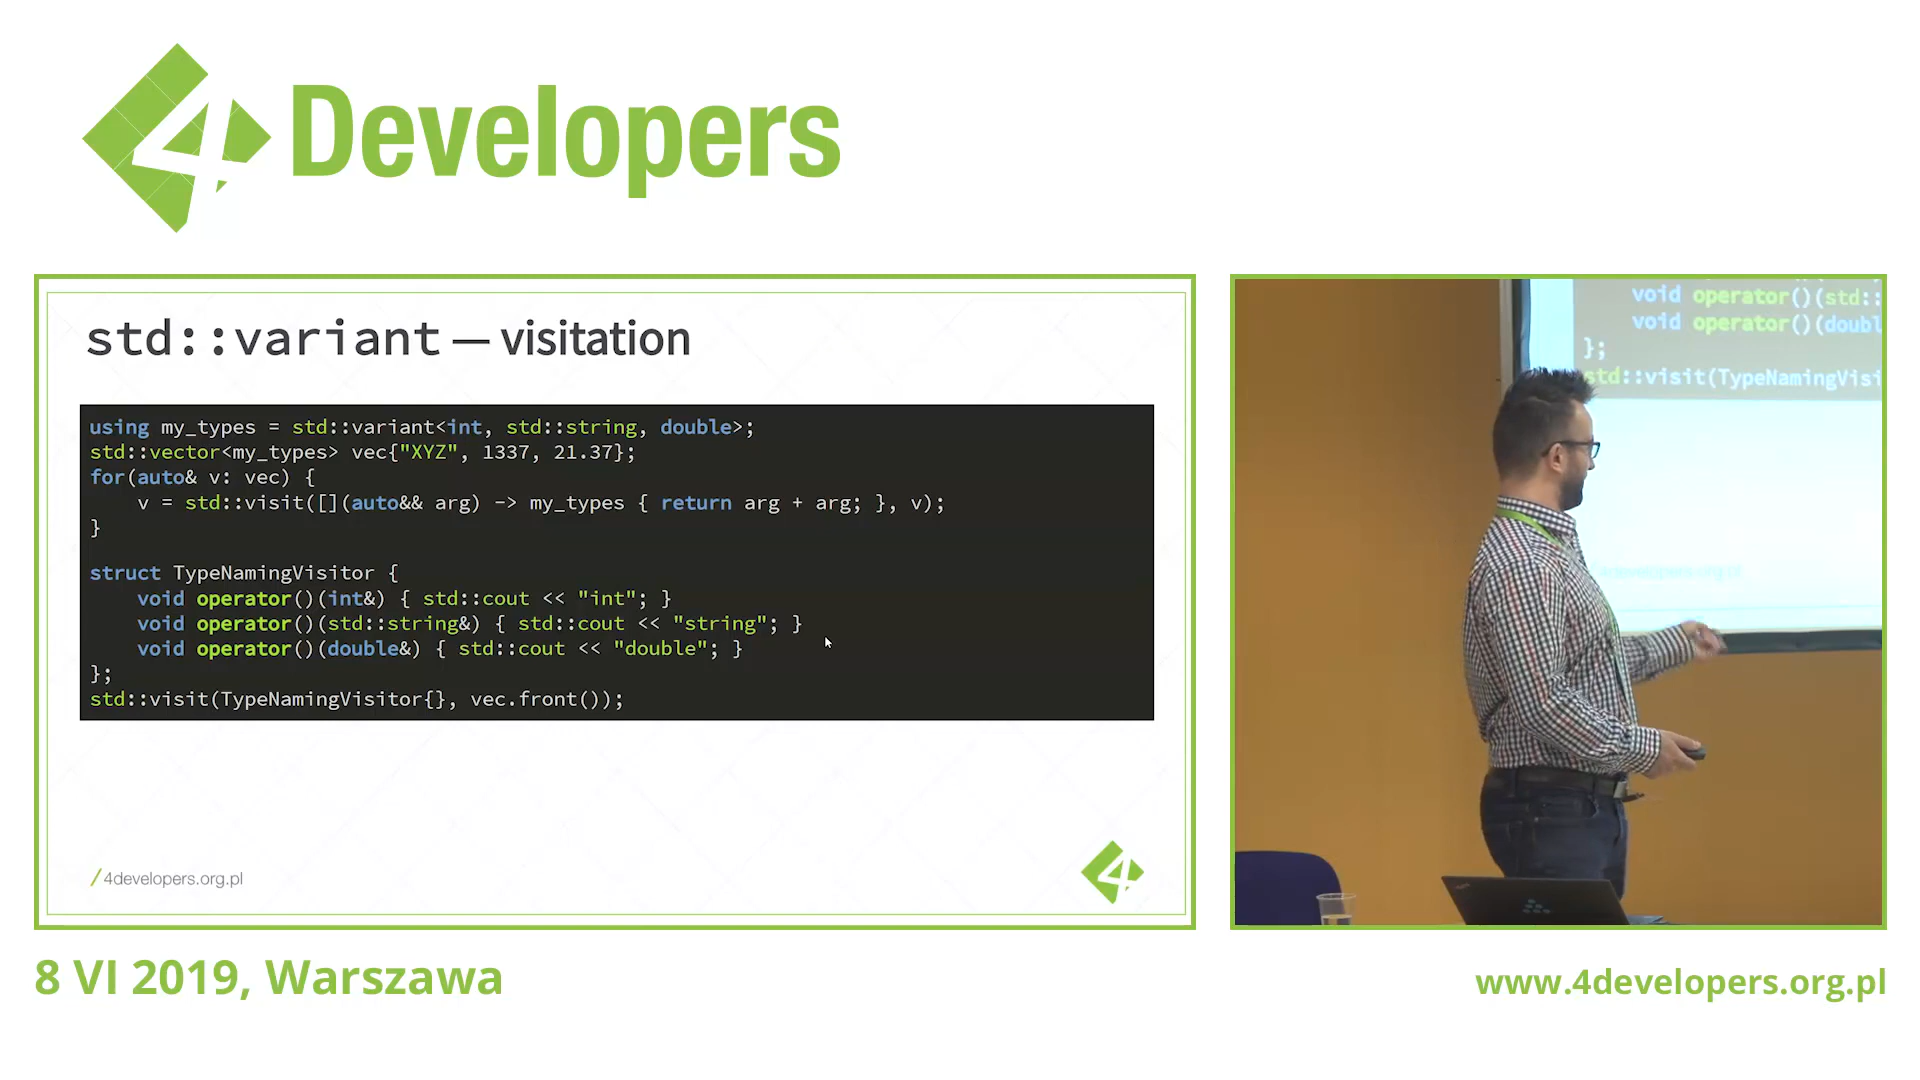 4Developers
std::variant — visitation
using my_types = std::variant<int, std::string, double>;
std::vector<my_types> vec{"XYZ", 1337, 21.37};
for(auto& v: vec) {
    v = std::visit([](auto&& arg) -> my_types { return arg + arg; }, v);
}
struct TypeNamingVisitor {
    void operator()(int&) { std::cout << "int"; }
    void operator()(std::string&) { std::cout << "string"; }
    void operator()(double&) { std::cout << "double"; }
};
std::visit(TypeNamingVisitor{}, vec.front());
/4developers.org.pl
4
void operator()(std::
void operator()(doubl
};
std::visit(TypeNamingVisi
4developers.org.pl
8 VI 2019, Warszawa
www.4developers.org.pl